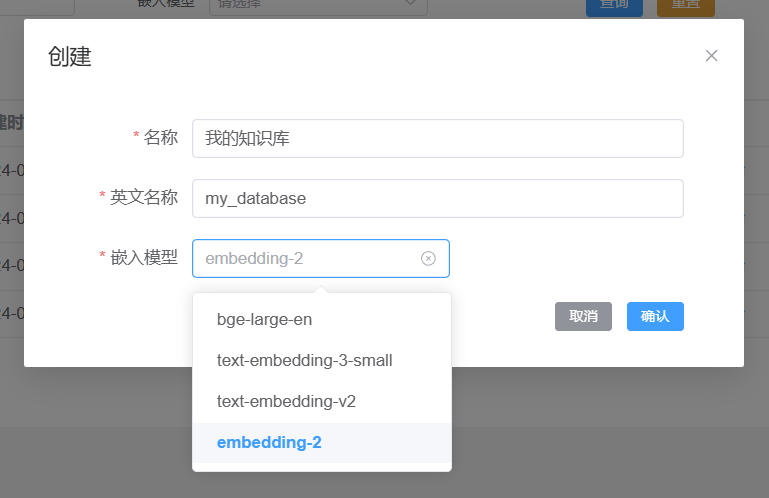 嵌入模型 请选择 查询 重置
创建
建时
* 名称 我的知识库
24-0
* 英文名称 my_database
24-0
* 嵌入模型 embedding-2
24-0
取消 确认
24-0
bge-large-en
text-embedding-3-small
text-embedding-v2
embedding-2